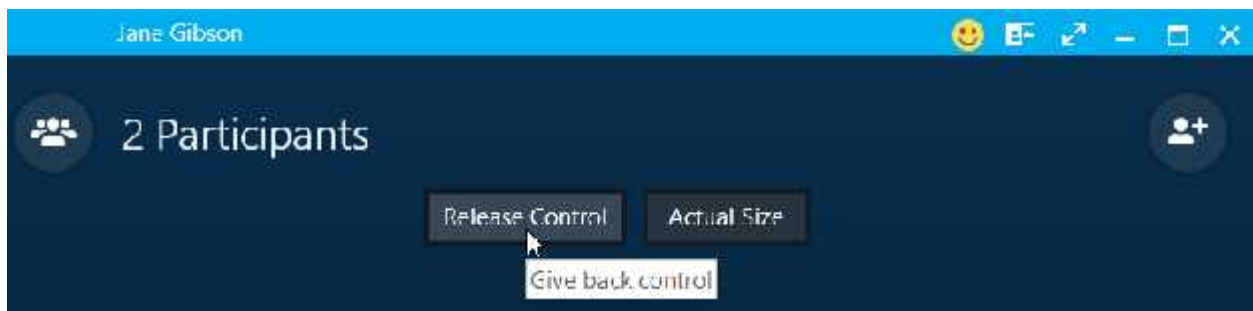 Jane Gibson
2 Participants
Release Control Actual Size
Give back control